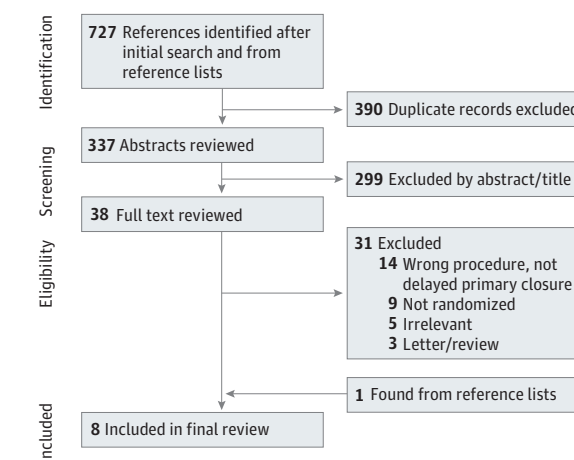 Identification
727 References identified after
initial search and from
reference lists
390 Duplicate records excluded
Screening
337 Abstracts reviewed
299 Excluded by abstract/title
38 Full text reviewed
Eligibility
31 Excluded
14 Wrong procedure, not
delayed primary closure
9 Not randomized
5 Irrelevant
3 Letter/review
1 Found from reference lists
ncluded
8 Included in final review